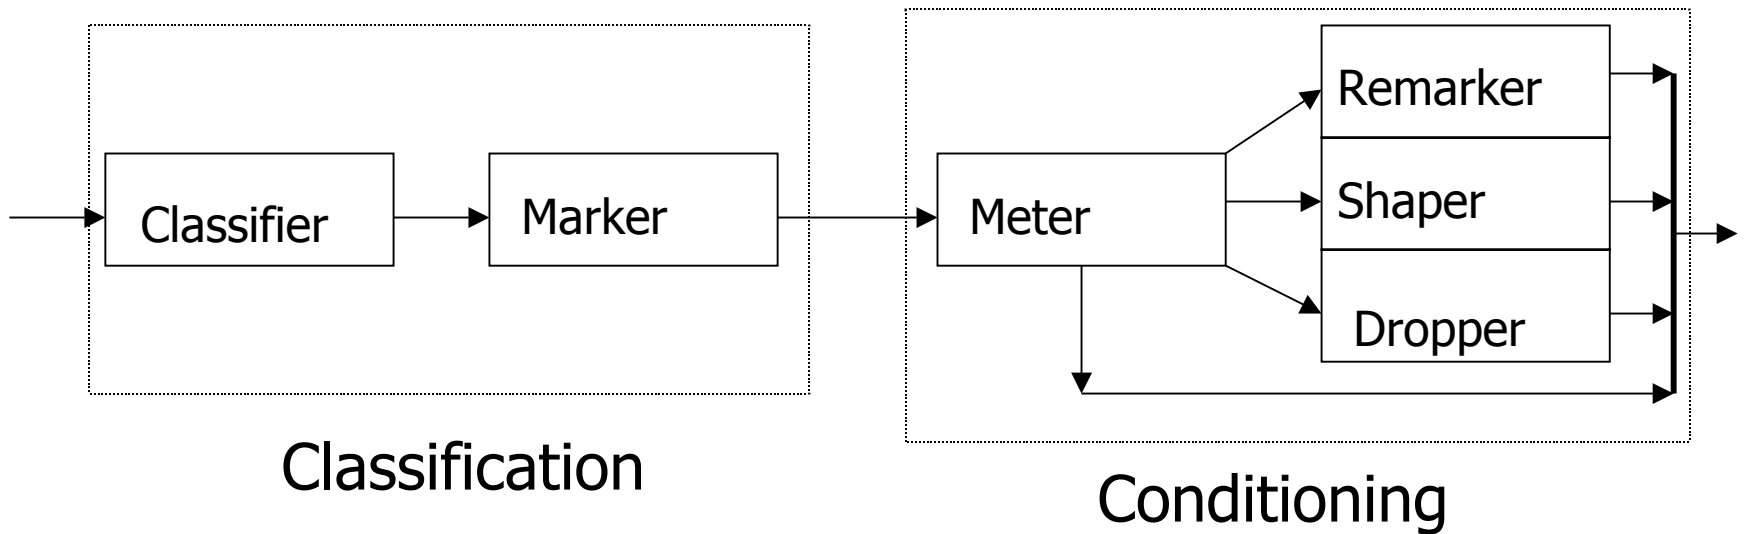 Classifier
Marker
Meter
Remarker
Shaper
Dropper
Classification
Conditioning